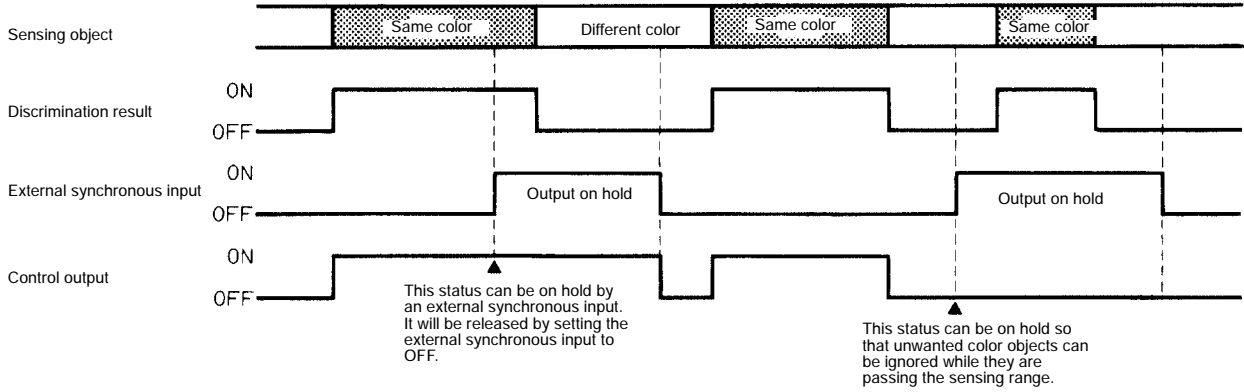 Sensing object
Same color
Different color
Same color
Same color
Discrimination result
ON
OFF
External synchronous input
ON
OFF
Output on hold
Output on hold
Control output
ON
OFF
This status can be on hold by
an external synchronous input.
It will be released by setting the
external synchronous input to
OFF.
This status can be on hold so
that unwanted color objects can
be ignored while they are
passing the sensing range.